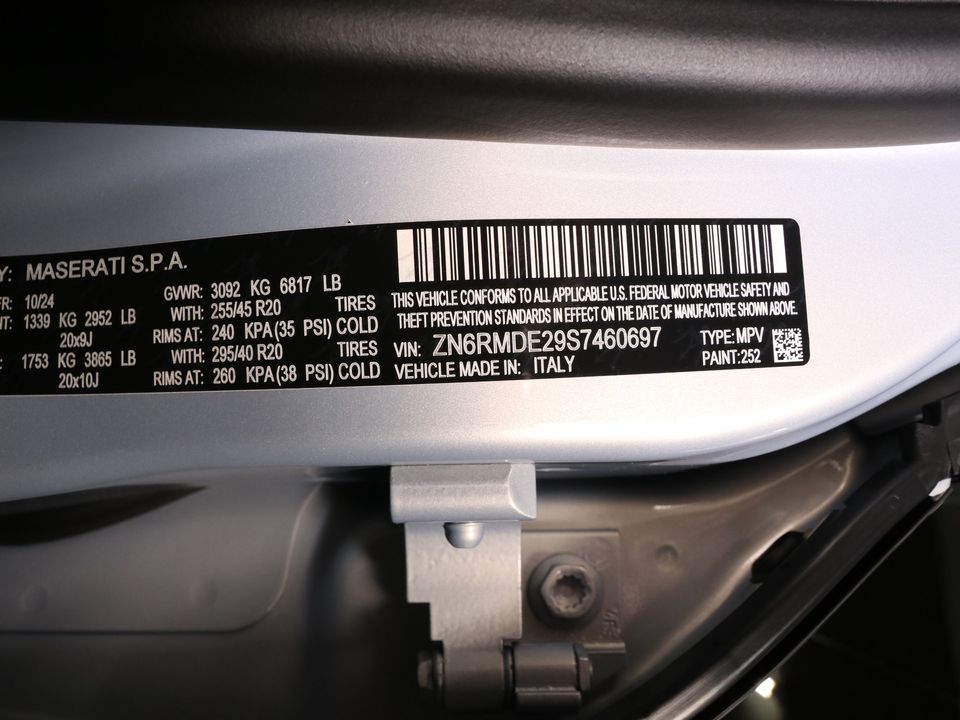 Y: MASERATI S.P.A.
FR: 10/24
GVWR: 3092 KG 6817 LB
NT: 1339 KG 2952 LB
WITH: 255/45 R20 TIRES
20x9J
RIMS AT: 240 KPA(35 PSI) COLD
: 1753 KG 3865 LB
WITH: 295/40 R20 TIRES
20x10J
RIMS AT: 260 KPA(38 PSI) COLD
THIS VEHICLE CONFORMS TO ALL APPLICABLE U.S. FEDERAL MOTOR VEHICLE SAFETY AND
THEFT PREVENTION STANDARDS IN EFFECT ON THE DATE OF MANUFACTURE SHOWN ABOVE.
VIN: ZN6RMDE29S7460697 TYPE: MPV
VEHICLE MADE IN: ITALY PAINT: 252